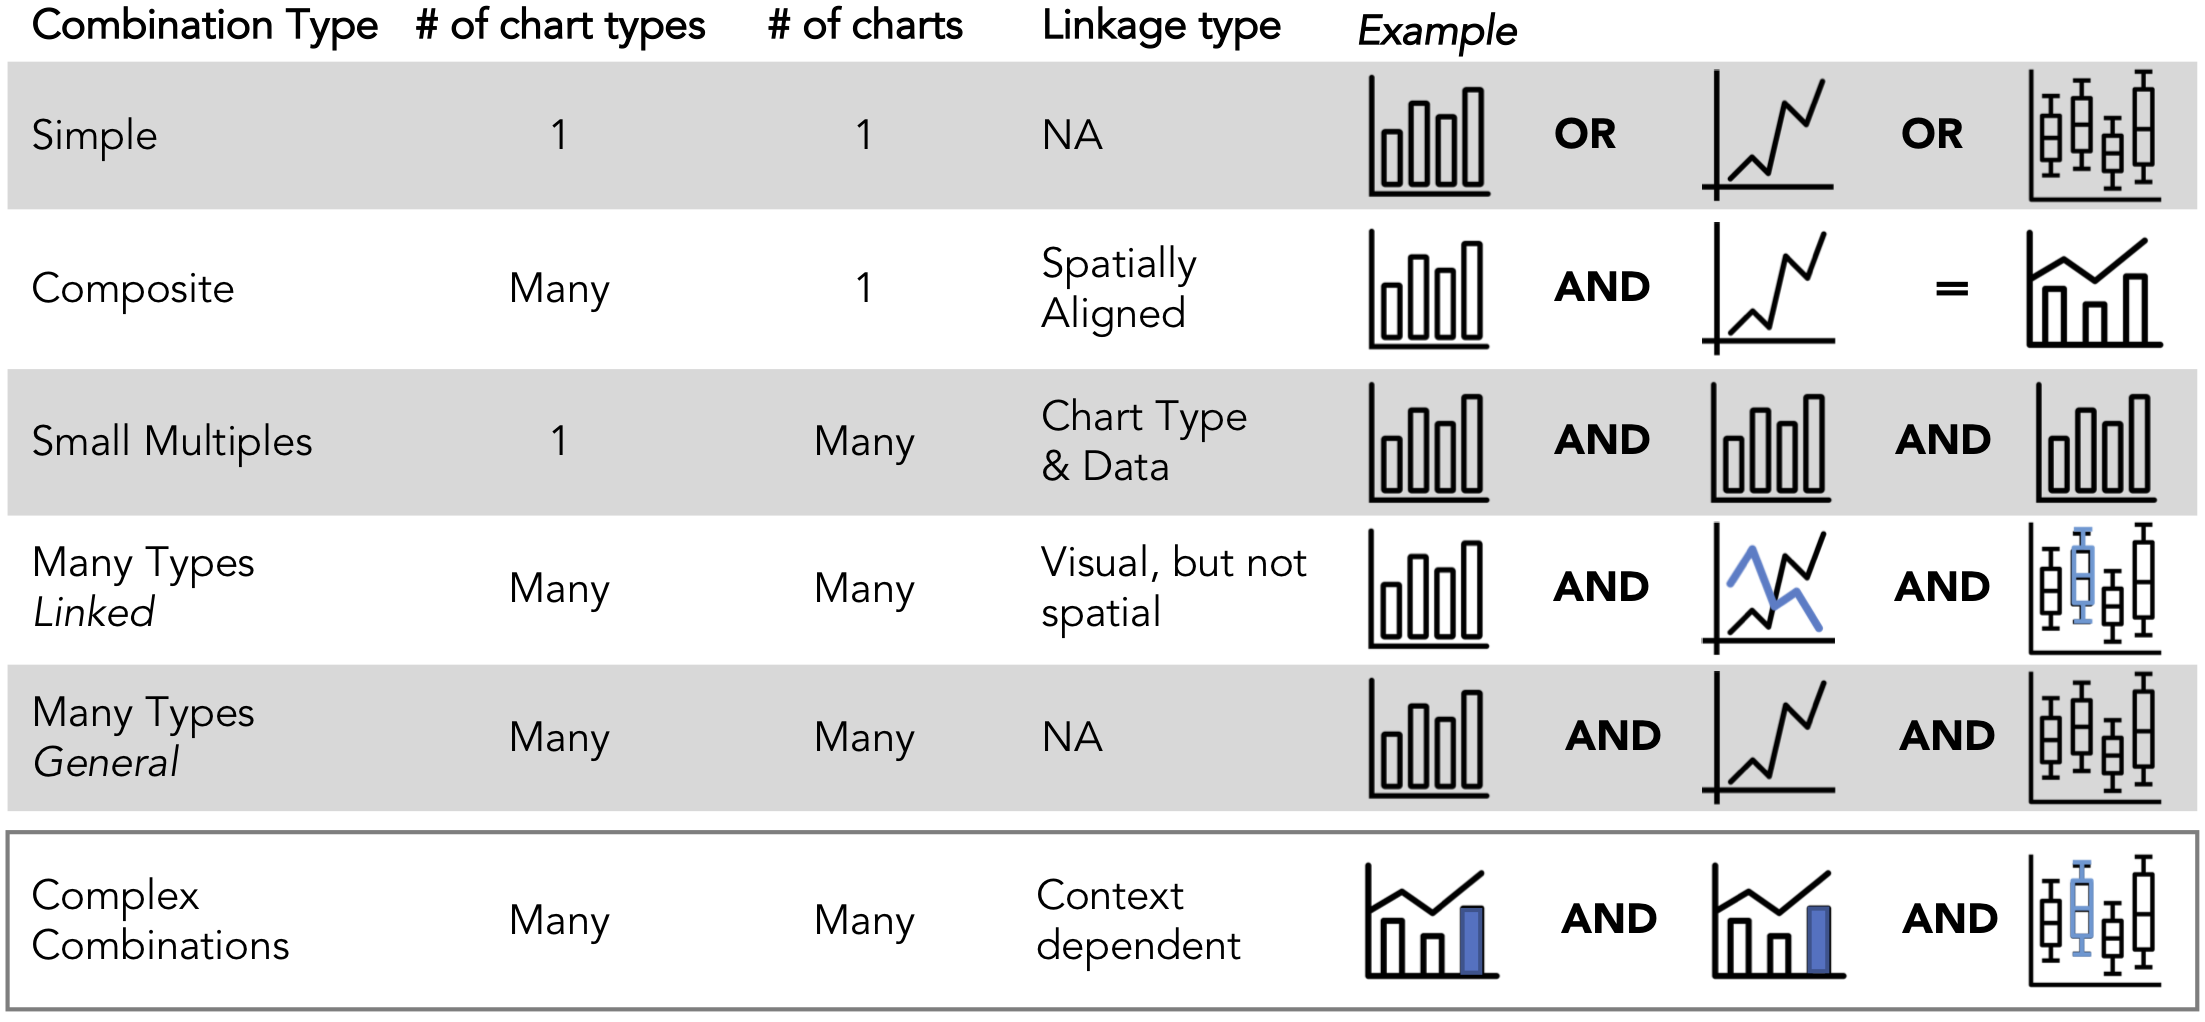 Combination Type # of chart types # of charts Linkage type Example
Simple 1 1 NA OR OR
Composite Many 1 Spatially
Aligned AND =
Small Multiples 1 Many Chart Type
& Data AND AND
Many Types
Linked Many Many Visual, but not
spatial AND AND
Many Types
General Many Many NA AND AND
Complex
Combinations Many Many Context
dependent AND AND